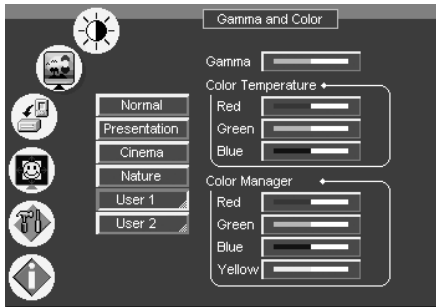 Gamma and Color
Gamma
Color Temperature
Red
Green
Blue
Normal
Presentation
Cinema
Nature
User 1
User 2
Color Manager
Red
Green
Blue
Yellow